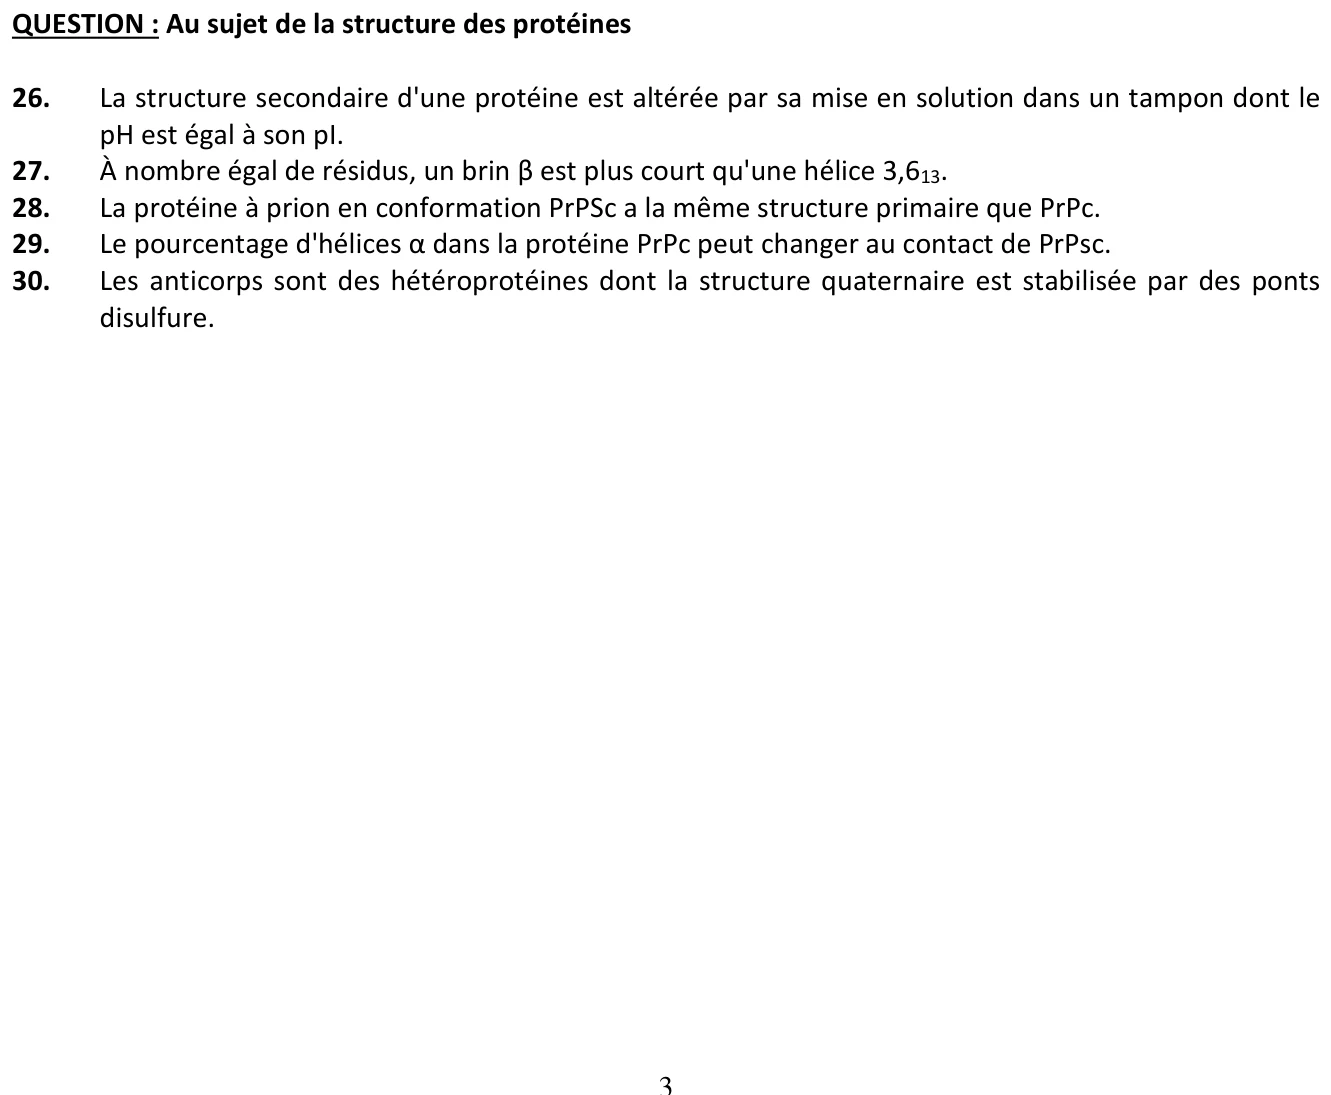 QUESTION : Au sujet de la structure des protéines
26. La structure secondaire d'une protéine est altérée par sa mise en solution dans un tampon dont le
pH est égal à son pI.
27. À nombre égal de résidus, un brin β est plus court qu'une hélice 3,6₁₃.
28. La protéine à prion en conformation PrPSc a la même structure primaire que PrPc.
29. Le pourcentage d'hélices α dans la protéine PrPc peut changer au contact de PrPsc.
30. Les anticorps sont des hétéroprotéines dont la structure quaternaire est stabilisée par des ponts
disulfure.
3